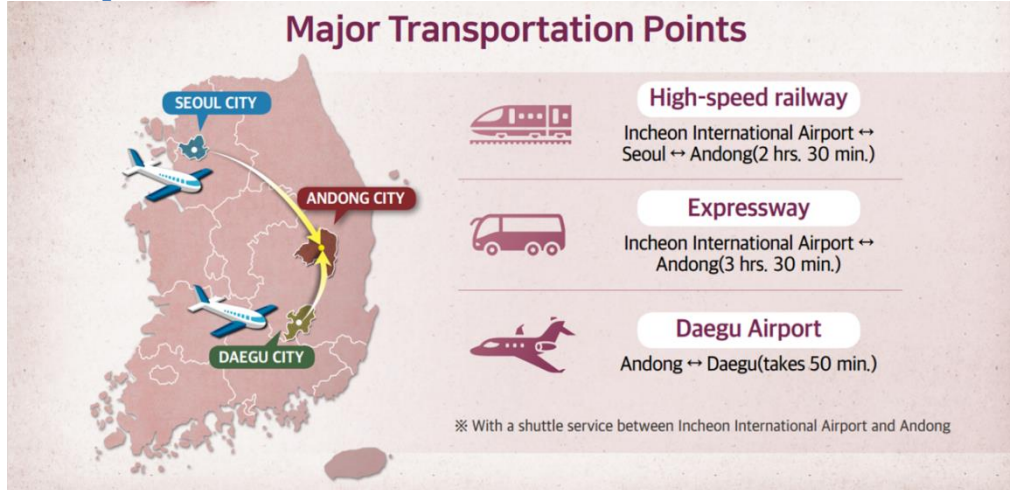 Major Transportation Points
SEOUL CITY
ANDONG CITY
DAEGU CITY
High-speed railway
Incheon International Airport ↔
Seoul ↔ Andong(2 hrs. 30 min.)
Expressway
Incheon International Airport ↔
Andong(3 hrs. 30 min.)
Daegu Airport
Andong ↔ Daegu(takes 50 min.)
※ With a shuttle service between Incheon International Airport and Andong